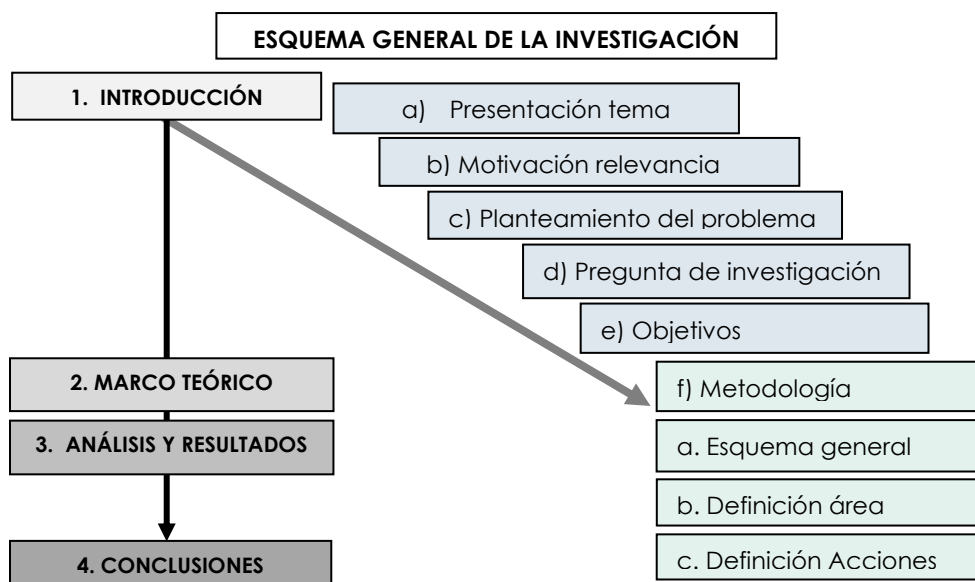 ESQUEMA GENERAL DE LA INVESTIGACIÓN
1. INTRODUCCIÓN
a) Presentación tema
b) Motivación relevancia
c) Planteamiento del problema
d) Pregunta de investigación
e) Objetivos
f) Metodología
a. Esquema general
b. Definición área
c. Definición Acciones
2. MARCO TEÓRICO
3. ANÁLISIS Y RESULTADOS
4. CONCLUSIONES